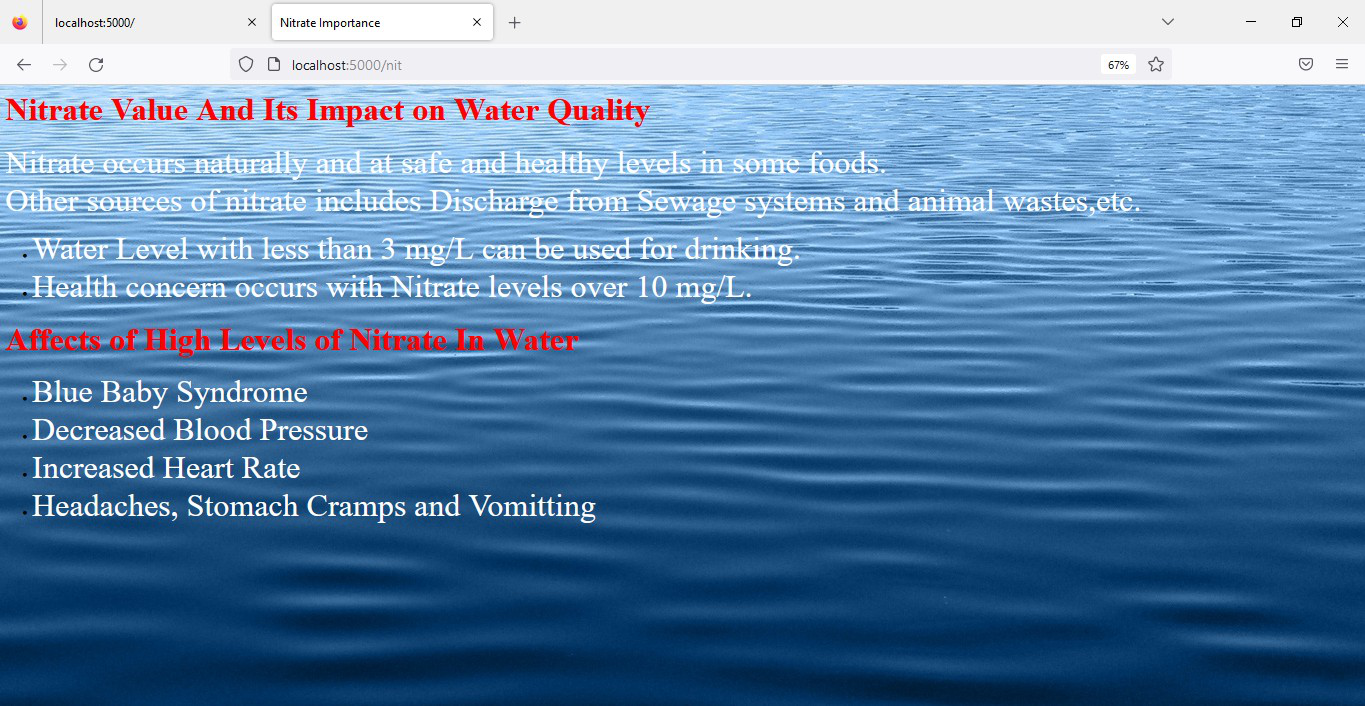 localhost:5000/
Nitrate Importance
localhost:5000/nit
67%
Nitrate Value And Its Impact on Water Quality
Nitrate occurs naturally and at safe and healthy levels in some foods.
Other sources of nitrate includes Discharge from Sewage systems and animal wastes,etc.
Water Level with less than 3 mg/L can be used for drinking.
Health concern occurs with Nitrate levels over 10 mg/L.
Affects of High Levels of Nitrate In Water
Blue Baby Syndrome
Decreased Blood Pressure
Increased Heart Rate
Headaches, Stomach Cramps and Vomitting